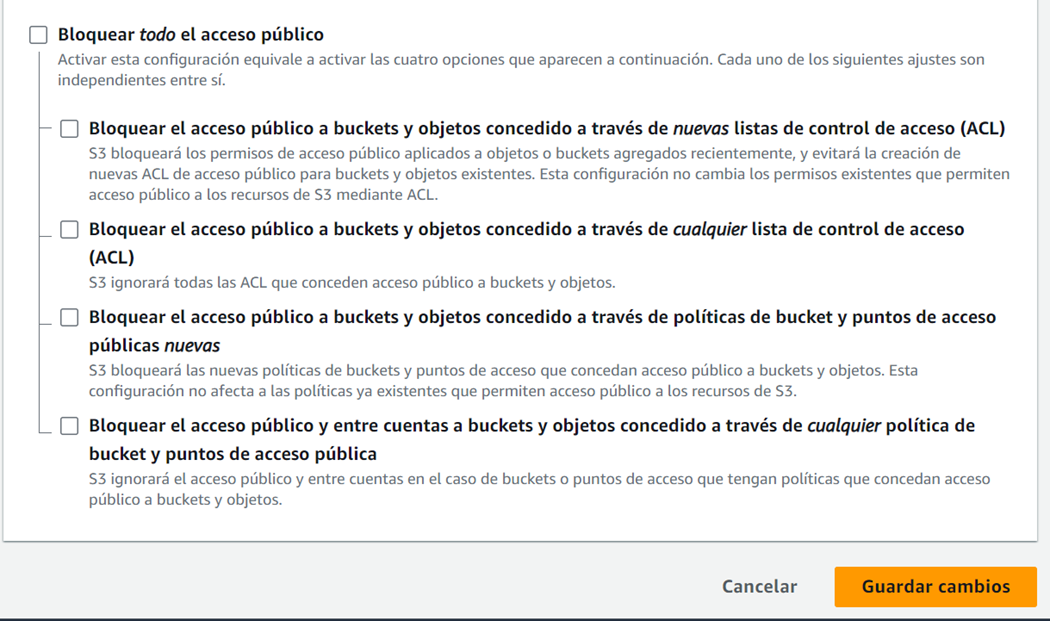 Bloquear todo el acceso público
Activar esta configuración equivale a activar las cuatro opciones que aparecen a continuación. Cada uno de los siguientes ajustes son
independientes entre sí.
Bloquear el acceso público a buckets y objetos concedido a través de nuevas listas de control de acceso (ACL)
S3 bloqueará los permisos de acceso público aplicados a objetos o buckets agregados recientemente, y evitará la creación de
nuevas ACL de acceso público para buckets y objetos existentes. Esta configuración no cambia los permisos existentes que permiten
acceso público a los recursos de S3 mediante ACL.
Bloquear el acceso público a buckets y objetos concedido a través de cualquier lista de control de acceso
(ACL)
S3 ignorará todas las ACL que conceden acceso público a buckets y objetos.
Bloquear el acceso público a buckets y objetos concedido a través de políticas de bucket y puntos de acceso
públicas nuevas
S3 bloqueará las nuevas políticas de buckets y puntos de acceso que concedan acceso público a buckets y objetos. Esta
configuración no afecta a las políticas ya existentes que permiten acceso público a los recursos de S3.
Bloquear el acceso público y entre cuentas a buckets y objetos concedido a través de cualquier política de
bucket y puntos de acceso pública
S3 ignorará el acceso público y entre cuentas en el caso de buckets o puntos de acceso que tengan políticas que concedan acceso
público a buckets y objetos.
Cancelar
Guardar cambios